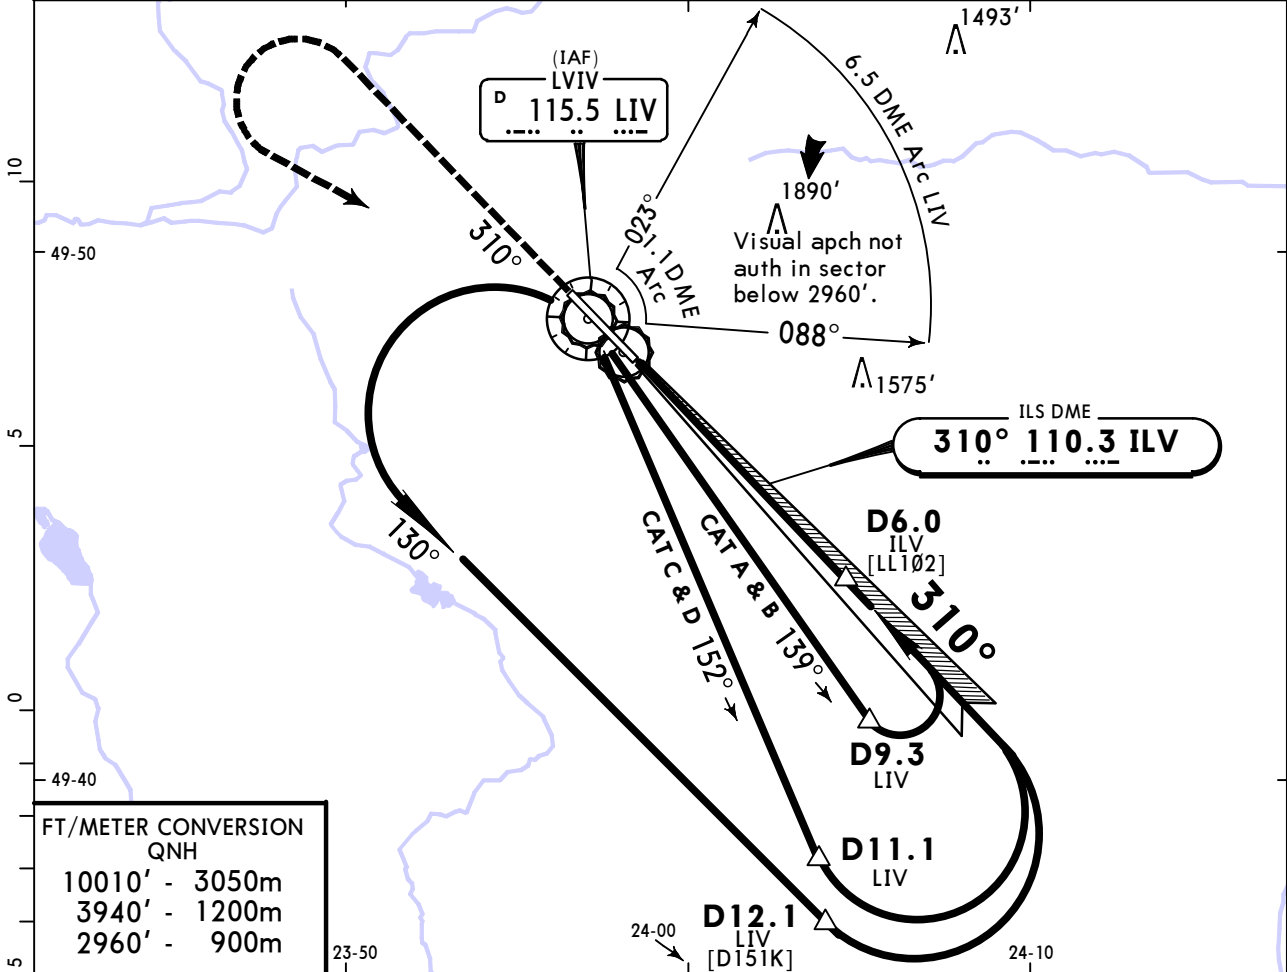 1493'
(IAF)
LVIV
D 115.5 LIV
6.5 DME Arc LIV
10
1890'
023°
1.1 DME
Arc
Visual apch not
auth in sector
below 2960'.
310°
49-50
088°
1575'
5
ILS DME
310° 110.3 ILV
D6.0
ILV
[LL1Ø2]
310°
130°
CAT C & D 152°
CAT A & B 139°
0
D9.3
LIV
49-40
FT/METER CONVERSION
QNH
10010' - 3050m
3940' - 1200m
2960' - 900m
D11.1
LIV
D12.1
LIV
[D151K]
24-00
23-50
24-10
5